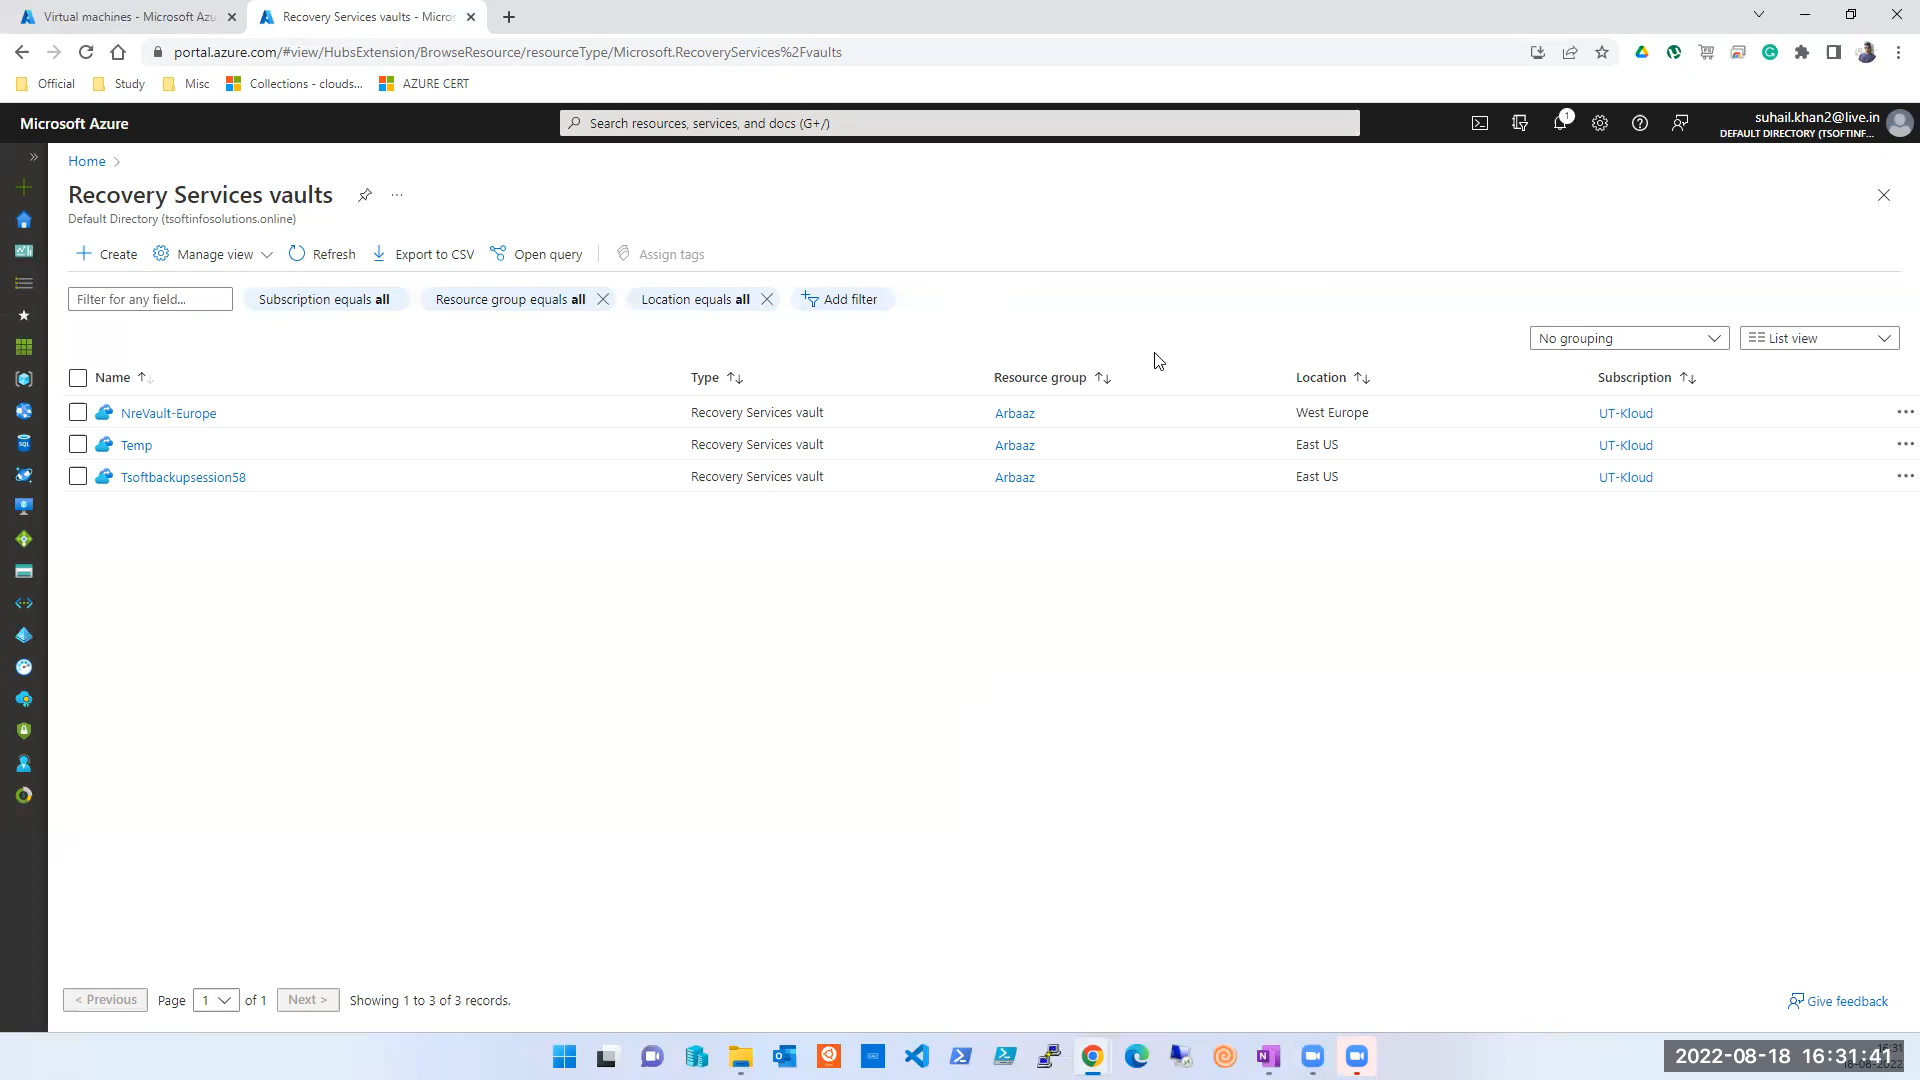 Virtual machines - Microsoft Azu
Recovery Services vaults - Micros
portal.azure.com/#view/HubsExtension/BrowseResource/resourceType/Microsoft.RecoveryServices%2Fvaults
Official
Study
Misc
Collections - clouds...
AZURE CERT
Microsoft Azure
Search resources, services, and docs (G+/)
1
suhail.khan2@live.in
DEFAULT DIRECTORY (TSOFTINF...
Home
Recovery Services vaults
...
Default Directory (tsoftinfosolutions.online)
Create
Manage view
Refresh
Export to CSV
Open query
Assign tags
Filter for any field...
Subscription equals all
Resource group equals all
Location equals all
Add filter
No grouping
List view
Name
Type
Resource group
Location
Subscription
NreVault-Europe
Recovery Services vault
Arbaaz
West Europe
UT-Kloud
Temp
Recovery Services vault
Arbaaz
East US
UT-Kloud
Tsoftbackupsession58
Recovery Services vault
Arbaaz
East US
UT-Kloud
SQL
< Previous
Page
1
of 1
Next >
Showing 1 to 3 of 3 records.
Give feedback
2022-08-18 16:31:41
16:31
18-08-2022